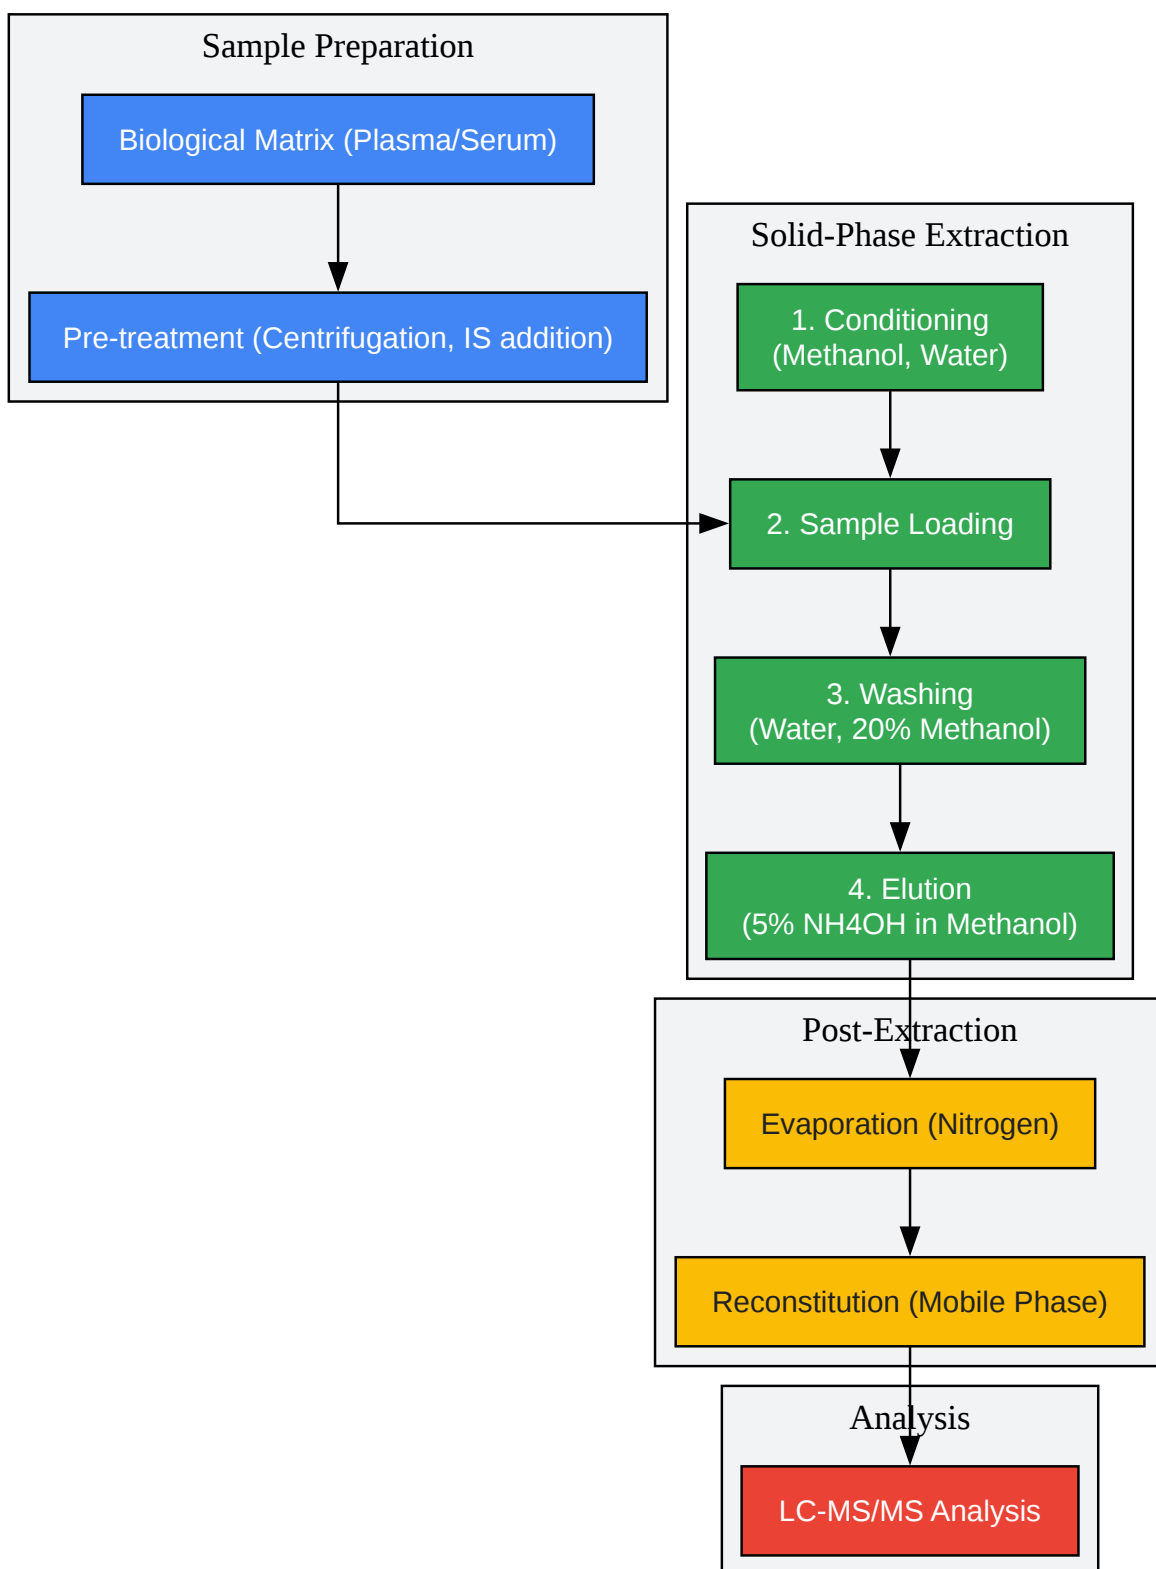 Sample Preparation
Biological Matrix (Plasma/Serum)
Pre-treatment (Centrifugation, IS addition)
Solid-Phase Extraction
1. Conditioning
(Methanol, Water)
2. Sample Loading
3. Washing
(Water, 20% Methanol)
4. Elution
(5% NH4OH in Methanol)
Post-Extraction
Evaporation (Nitrogen)
Reconstitution (Mobile Phase)
Analysis
LC-MS/MS Analysis